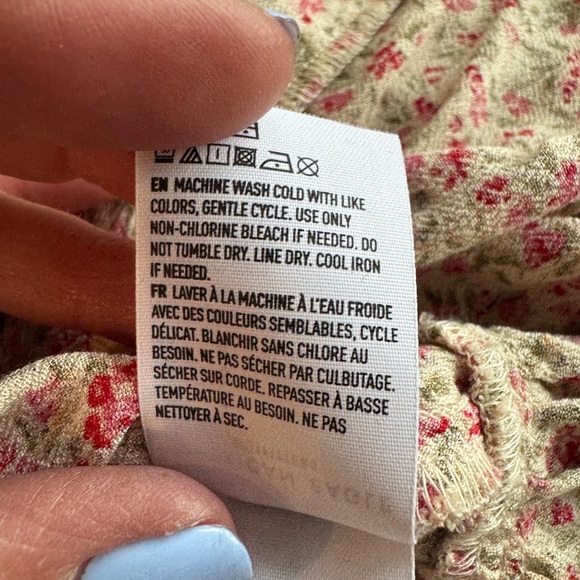 EN MACHINE WASH COLD WITH LIKE
COLORS, GENTLE CYCLE. USE ONLY
NON-CHLORINE BLEACH IF NEEDED. DO
NOT TUMBLE DRY. LINE DRY. COOL IRON
IF NEEDED.
FR LAVER À LA MACHINE À L'EAU FROIDE
AVEC DES COULEURS SEMBLABLES, CYCLE
DÉLICAT. BLANCHIR SANS CHLORE AU
BESOIN. NE PAS SÉCHER PAR CULBUTAGE.
SÉCHER SUR CORDE. REPASSER À BASSE
TEMPÉRATURE AU BESOIN. NE PAS
NETTOYER À SEC.